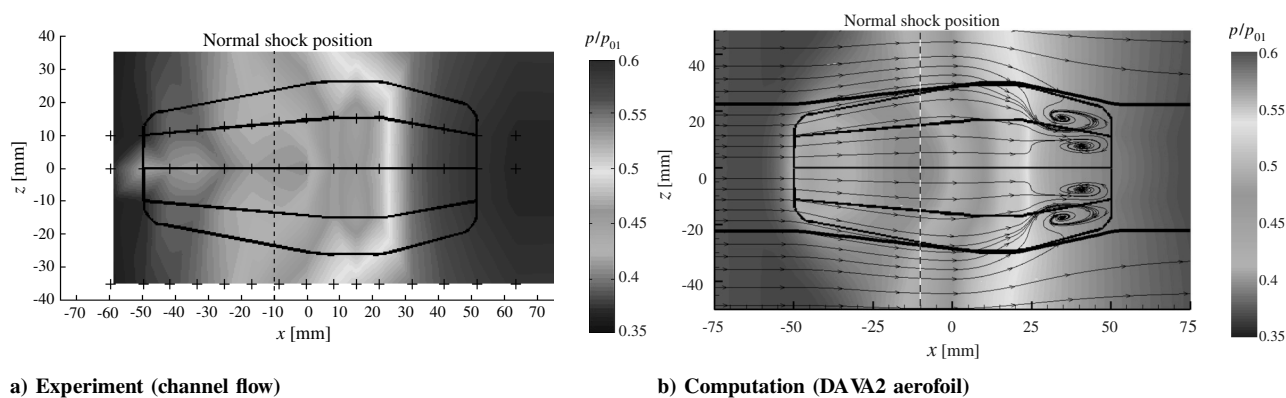 Normal shock position
p/p01
0.6
0.55
0.5
0.45
0.4
0.35
40
30
20
10
0
-10
-20
-30
40
z [mm]
-70 -60 -50 -40 -30 -20 -10 0 10 20 30 40 50 60 70
x [mm]
a) Experiment (channel flow)
Normal shock position
p/p01
0.6
0.55
0.5
0.45
0.4
0.35
40
20
0
-20
-40
z [mm]
-75 -50 -25 0 25 50 75
x [mm]
b) Computation (DAVA2 aerofoil)